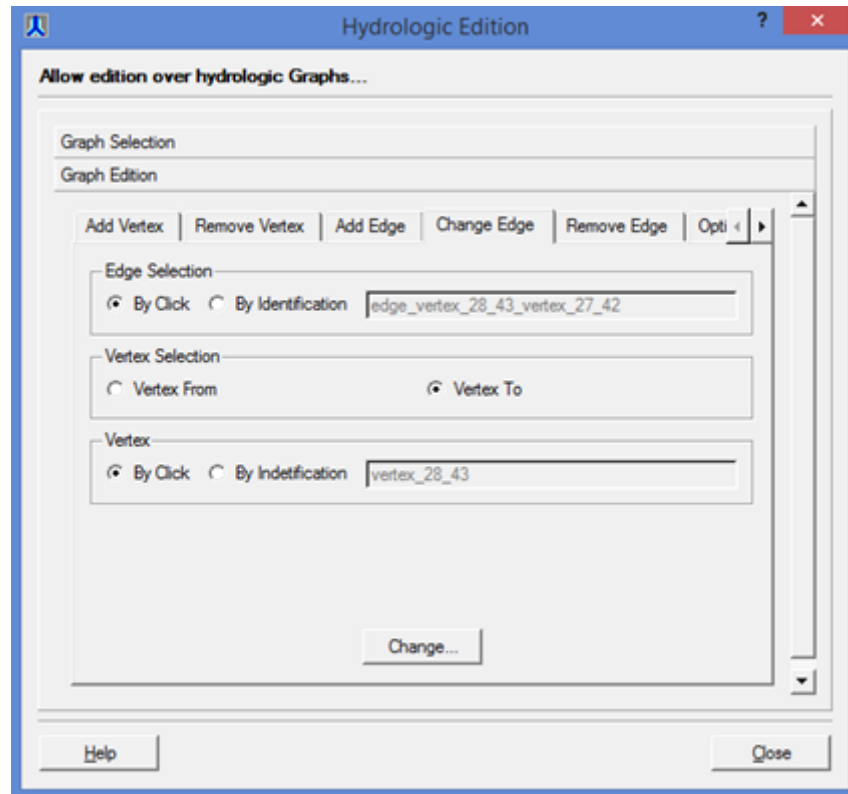 Hydrologic Edition ? ×
Allow edition over hydrologic Graphs...
Graph Selection
Graph Edition
Add Vertex Remove Vertex Add Edge Change Edge Remove Edge Opti
Edge Selection
By Click By Identification edge_vertex_28_43_vertex_27_42
Vertex Selection
Vertex From Vertex To
Vertex
By Click By Indetification vertex_28_43
Change...
Help Close